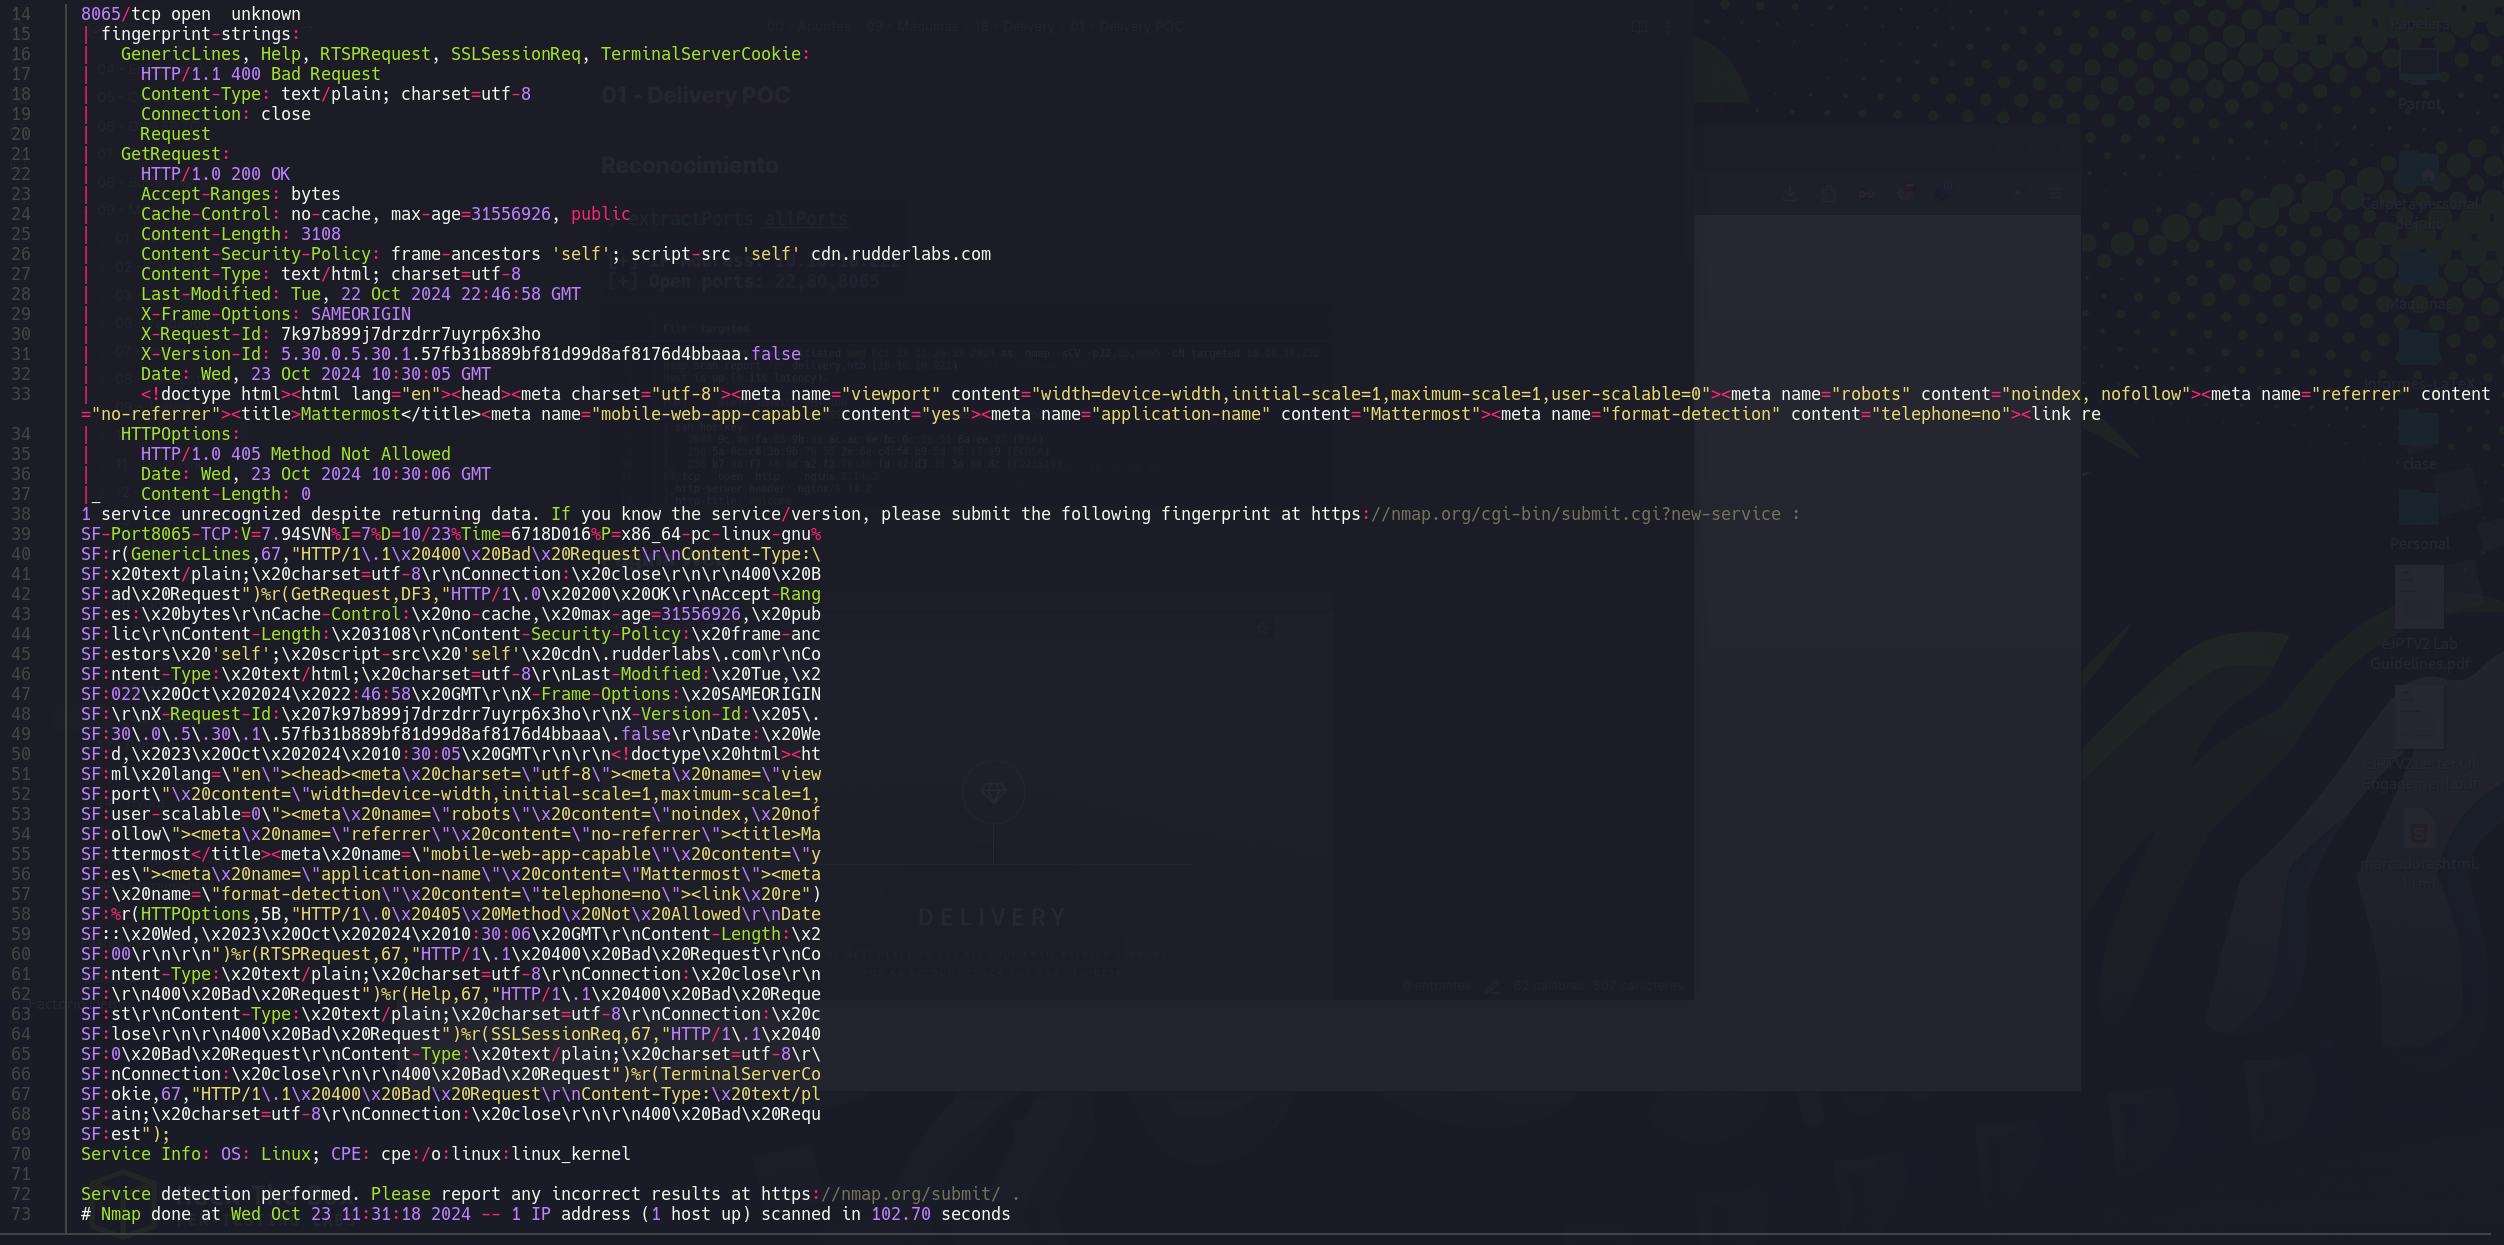 14 8065/tcp open  unknown
15 | fingerprint-strings:
16 |   GenericLines, Help, RTSPRequest, SSLSessionReq, TerminalServerCookie:
17 |     HTTP/1.1 400 Bad Request
18 |     Content-Type: text/plain; charset=utf-8
19 |     Connection: close
20 |     Request
21 |   GetRequest:
22 |     HTTP/1.0 200 OK
23 |     Accept-Ranges: bytes
24 |     Cache-Control: no-cache, max-age=31556926, public
25 |     Content-Length: 3108
26 |     Content-Security-Policy: frame-ancestors 'self'; script-src 'self' cdn.rudderlabs.com
27 |     Content-Type: text/html; charset=utf-8
28 |     Last-Modified: Tue, 22 Oct 2024 22:46:58 GMT
29 |     X-Frame-Options: SAMEORIGIN
30 |     X-Request-Id: 7k97b899j7drzdrr7uyrp6x3ho
31 |     X-Version-Id: 5.30.0.5.30.1.57fb31b889bf81d99d8af8176d4bbaaa.false
32 |     Date: Wed, 23 Oct 2024 10:30:05 GMT
33 |     <!doctype html><html lang="en"><head><meta charset="utf-8"><meta name="viewport" content="width=device-width,initial-scale=1,maximum-scale=1,user-scalable=0"><meta name="robots" content="noindex, nofollow"><meta name="referrer" content
="no-referrer"><title>Mattermost</title><meta name="mobile-web-app-capable" content="yes"><meta name="application-name" content="Mattermost"><meta name="format-detection" content="telephone=no"><link re
34 |   HTTPOptions:
35 |     HTTP/1.0 405 Method Not Allowed
36 |     Date: Wed, 23 Oct 2024 10:30:06 GMT
37 |_    Content-Length: 0
38 1 service unrecognized despite returning data. If you know the service/version, please submit the following fingerprint at https://nmap.org/cgi-bin/submit.cgi?new-service :
39 SF-Port8065-TCP:V=7.94SVN%I=7%D=10/23%Time=6718D016%P=x86_64-pc-linux-gnu%
40 SF:r(GenericLines,67,"HTTP/1\.1\x20400\x20Bad\x20Request\r\nContent-Type:\
41 SF:x20text/plain;\x20charset=utf-8\r\nConnection:\x20close\r\n\r\n400\x20B
42 SF:ad\x20Request")%r(GetRequest,DF3,"HTTP/1\.0\x20200\x20OK\r\nAccept-Rang
43 SF:es:\x20bytes\r\nCache-Control:\x20no-cache,\x20max-age=31556926,\x20pub
44 SF:lic\r\nContent-Length:\x203108\r\nContent-Security-Policy:\x20frame-anc
45 SF:estors\x20'self';\x20script-src\x20'self'\x20cdn\.rudderlabs\.com\r\nCo
46 SF:ntent-Type:\x20text/html;\x20charset=utf-8\r\nLast-Modified:\x20Tue,\x2
47 SF:022\x20Oct\x202024\x2022:46:58\x20GMT\r\nX-Frame-Options:\x20SAMEORIGIN
48 SF:\r\nX-Request-Id:\x207k97b899j7drzdrr7uyrp6x3ho\r\nX-Version-Id:\x205\.
49 SF:30\.0\.5\.30\.1\.57fb31b889bf81d99d8af8176d4bbaaa\.false\r\nDate:\x20We
50 SF:d,\x2023\x20Oct\x202024\x2010:30:05\x20GMT\r\n\r\n<!doctype\x20html><ht
51 SF:ml\x20lang=\"en\"><head><meta\x20charset=\"utf-8\"><meta\x20name=\"view
52 SF:port\"\x20content=\"width=device-width,initial-scale=1,maximum-scale=1,
53 SF:user-scalable=0\"><meta\x20name=\"robots\"\x20content=\"noindex,\x20nof
54 SF:ollow\"><meta\x20name=\"referrer\"\x20content=\"no-referrer\"><title>Ma
55 SF:ttermost</title><meta\x20name=\"mobile-web-app-capable\"\x20content=\"y
56 SF:es\"><meta\x20name=\"application-name\"\x20content=\"Mattermost\"><meta
57 SF:\x20name=\"format-detection\"\x20content=\"telephone=no\"><link\x20re")
58 SF:%r(HTTPOptions,5B,"HTTP/1\.0\x20405\x20Method\x20Not\x20Allowed\r\nDate
59 SF::\x20Wed,\x2023\x20Oct\x202024\x2010:30:06\x20GMT\r\nContent-Length:\x2
60 SF:00\r\n\r\n")%r(RTSPRequest,67,"HTTP/1\.1\x20400\x20Bad\x20Request\r\nCo
61 SF:ntent-Type:\x20text/plain;\x20charset=utf-8\r\nConnection:\x20close\r\n
62 SF:\r\n400\x20Bad\x20Request")%r(Help,67,"HTTP/1\.1\x20400\x20Bad\x20Reque
63 SF:st\r\nContent-Type:\x20text/plain;\x20charset=utf-8\r\nConnection:\x20c
64 SF:lose\r\n\r\n400\x20Bad\x20Request")%r(SSLSessionReq,67,"HTTP/1\.1\x2040
65 SF:0\x20Bad\x20Request\r\nContent-Type:\x20text/plain;\x20charset=utf-8\r\
66 SF:nConnection:\x20close\r\n\r\n400\x20Bad\x20Request")%r(TerminalServerCo
67 SF:okie,67,"HTTP/1\.1\x20400\x20Bad\x20Request\r\nContent-Type:\x20text/pl
68 SF:ain;\x20charset=utf-8\r\nConnection:\x20close\r\n\r\n400\x20Bad\x20Requ
69 SF:est");
70 Service Info: OS: Linux; CPE: cpe:/o:linux:linux_kernel
71
72 Service detection performed. Please report any incorrect results at https://nmap.org/submit/ .
73 # Nmap done at Wed Oct 23 11:31:18 2024 -- 1 IP address (1 host up) scanned in 102.70 seconds
01 - Delivery POC
Reconocimiento
extractPorts allPorts
[+] Open ports: 22,80,8065
DELIVERY
Parrot
clase
Personal
eJPTV2 Lab
Guidelines.pdf